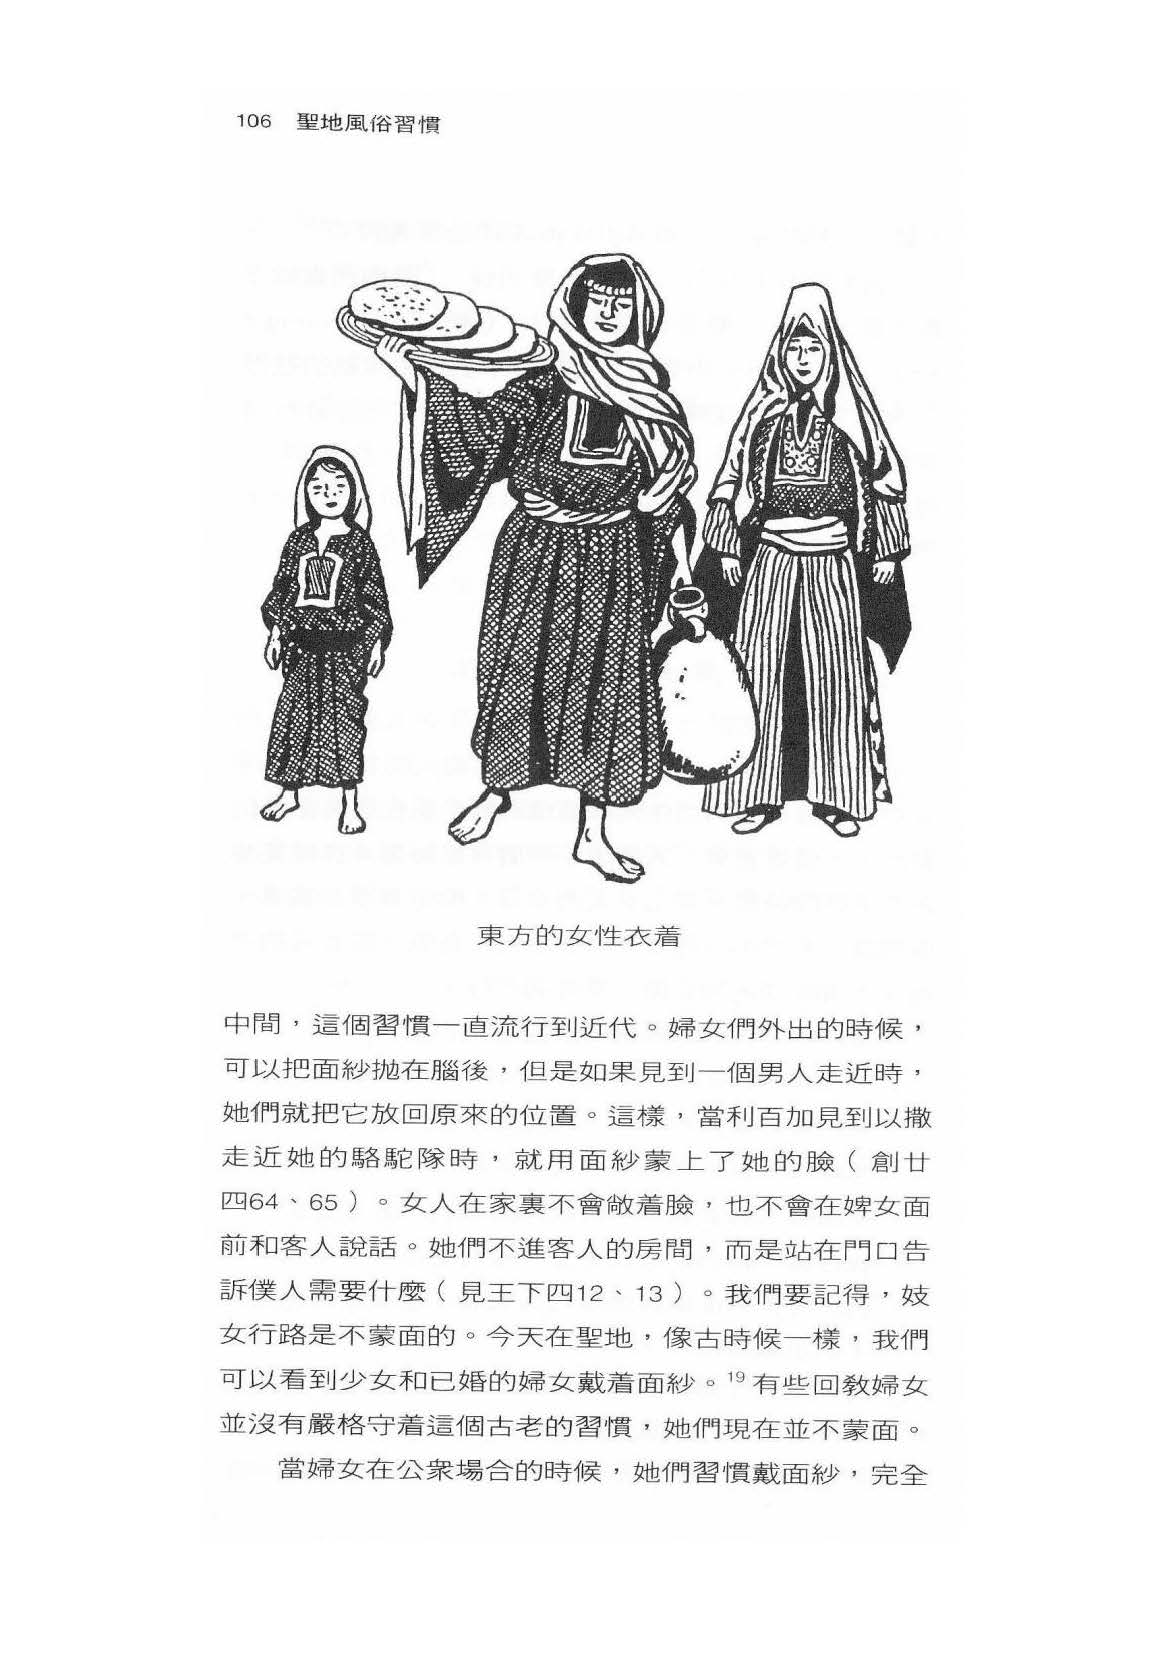 106 聖地風俗習慣
東方的女性衣着
中間，這個習慣一直流行到近代。婦女們外出的時候，
可以把面紗拋在腦後，但是如果見到一個男人走近時，
她們就把它放回原來的位置。這樣，當利百加見到以撒
走近她的駱駝隊時，就用面紗蒙上了她的臉（創廿
四64、65）。女人在家裏不會敞着臉，也不會在婢女面
前和客人說話。她們不進客人的房間，而是站在門口告
訴僕人需要什麼（見王下四12、13）。我們要記得，妓
女行路是不蒙面的。今天在聖地，像古時候一樣，我們
可以看到少女和已婚的婦女戴着面紗。19有些回教婦女
並沒有嚴格守着這個古老的習慣，她們現在並不蒙面。
當婦女在公衆場合的時候，她們習慣戴面紗，完全